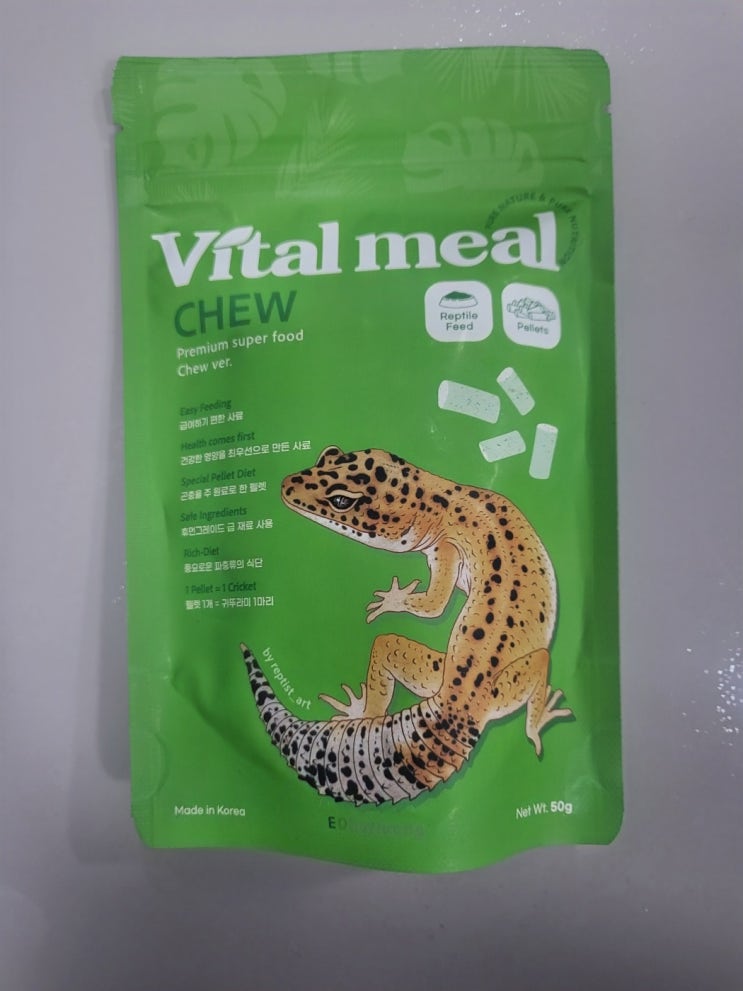 Vital meal
NATURE & PURE NUTRITION
CHEW
Premium super food
Chew ver.
Reptile
Feed
Pellets
Easy Feeding
급여하기 편한 사료
Health comes first
건강한 영양을 최우선으로 만든 사료
Special Pellet Diet
곤충을 주 원료로 한 펠렛
Safe Ingredients
휴먼그레이드 급 재료 사용
Rich-Diet
풍요로운 파충류의 식단
1 Pellet = 1 Cricket
펠렛 1개 = 귀뚜라미 1마리
by reptist_art
Made in Korea
Net Wt. 50g